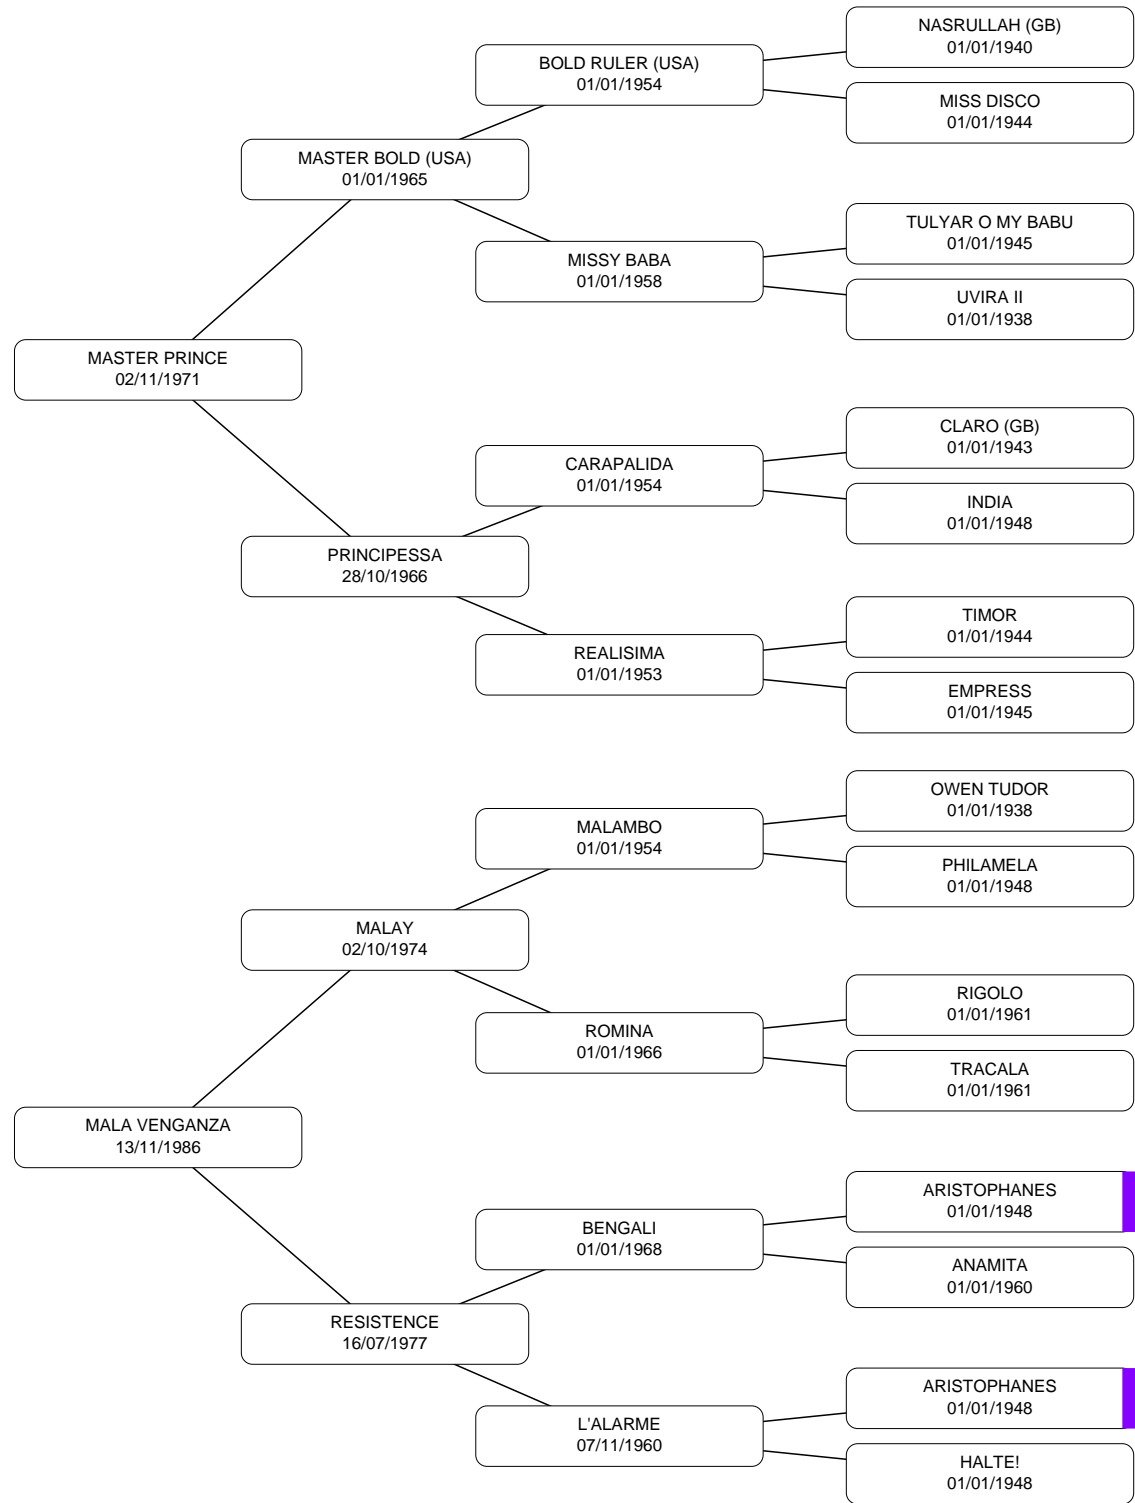 NASRULLAH (GB)
01/01/1940
BOLD RULER (USA)
01/01/1954
MISS DISCO
01/01/1944
MASTER BOLD (USA)
01/01/1965
TULYAR O MY BABU
01/01/1945
MISSY BABA
01/01/1958
UVIRA II
01/01/1938
MASTER PRINCE
02/11/1971
CLARO (GB)
01/01/1943
CARAPALIDA
01/01/1954
INDIA
01/01/1948
PRINCIPESSA
28/10/1966
TIMOR
01/01/1944
REALISIMA
01/01/1953
EMPRESS
01/01/1945
OWEN TUDOR
01/01/1938
MALAMBO
01/01/1954
PHILAMELA
01/01/1948
MALAY
02/10/1974
RIGOLO
01/01/1961
ROMINA
01/01/1966
TRACALA
01/01/1961
MALA VENGANZA
13/11/1986
ARISTOPHANES
01/01/1948
BENGALI
01/01/1968
ANAMITA
01/01/1960
RESISTENCE
16/07/1977
ARISTOPHANES
01/01/1948
L'ALARME
07/11/1960
HALTE!
01/01/1948